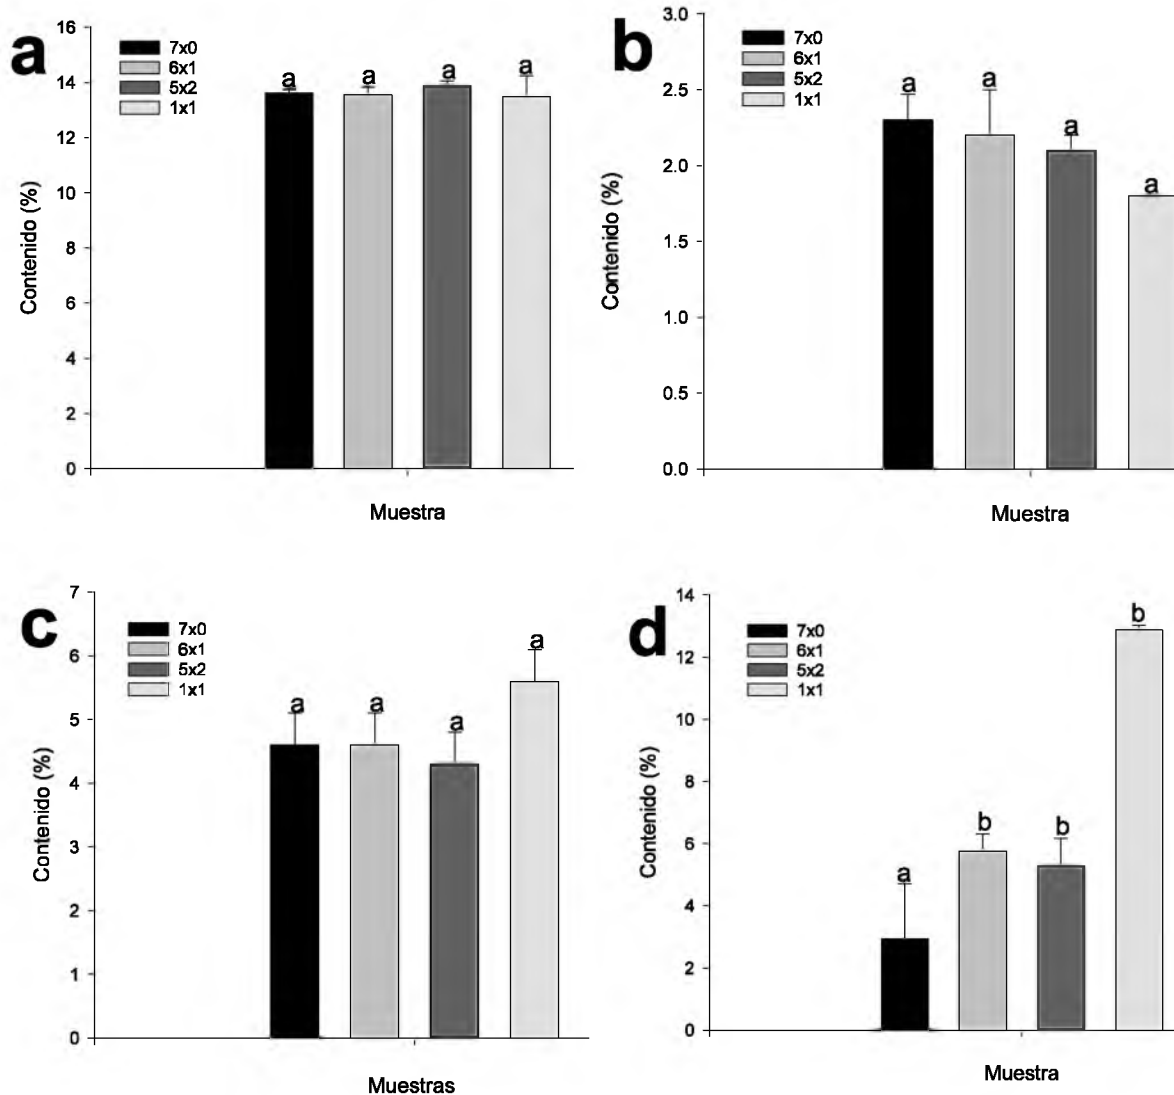 a
16
14
12
10
8
6
4
2
0
Contenido (%)
7x0
6x1
5x2
1x1
a a a a
Muestra
b
3.0
2.5
2.0
1.5
1.0
0.5
0.0
Contenido (%)
7x0
6x1
5x2
1x1
a a a a
Muestra
c
7
6
5
4
3
2
1
0
Contenido (%)
7x0
6x1
5x2
1x1
a a a a
Muestras
d
14
12
10
8
6
4
2
0
Contenido (%)
7x0
6x1
5x2
1x1
a b b b
Muestra